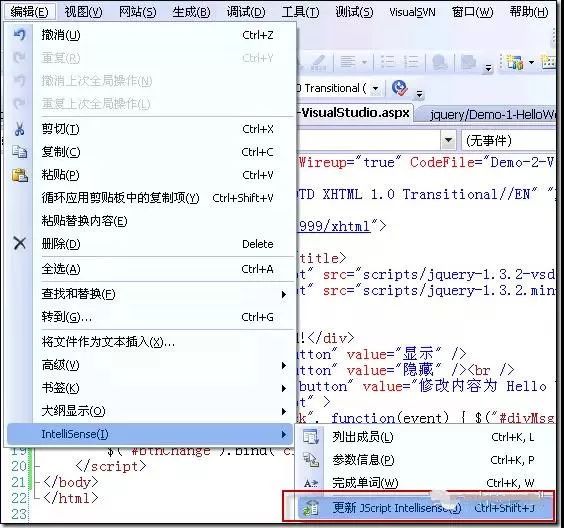 编辑(E) 视图(V) 网站(S) 生成(B) 调试(D) 工具(T) 测试(S) VisualSVN 窗口(W) 帮助(H)
撤消(U) Ctrl+Z
重复(R) Ctrl+Y
撤消上次全局操作(N)
重复上次全局操作(L)
剪切(T) Ctrl+X
复制(C) Ctrl+C
粘贴(P) Ctrl+V
循环应用剪贴板中的复制项(Y) Ctrl+Shift+V
粘贴替换内容(E)
删除(D) Delete
全选(A) Ctrl+A
查找和替换(F)
转到(G)... Ctrl+G
将文件作为文本插入(X)...
高级(V)
书签(K)
大纲显示(O)
IntelliSense(I)
0 Transitional (
-VisualStudio.aspx jquery/Demo-1-HelloWo
(无事件)
Wireup="true" CodeFile="Demo-2-V
TD XHTML 1.0 Transitional//EN" "
999/xhtml">
title>
t" src="scripts/jquery-1.3.2-vsd
t" src="scripts/jquery-1.3.2.min
!</div>
utton" value="显示" />
utton" value="隐藏" /><br />
button" value="修改内容为 Hello
t" >
k", function(event) { $("#divMsg
列出成员(L) Ctrl+K, L
参数信息(P) Ctrl+K, P
完成单词(W) Ctrl+K, W
更新 JScript Intellisense(J) Ctrl+Shift+J
19 $("#btnChange").bind("c
20 </script>
21 </body>
22 </html>